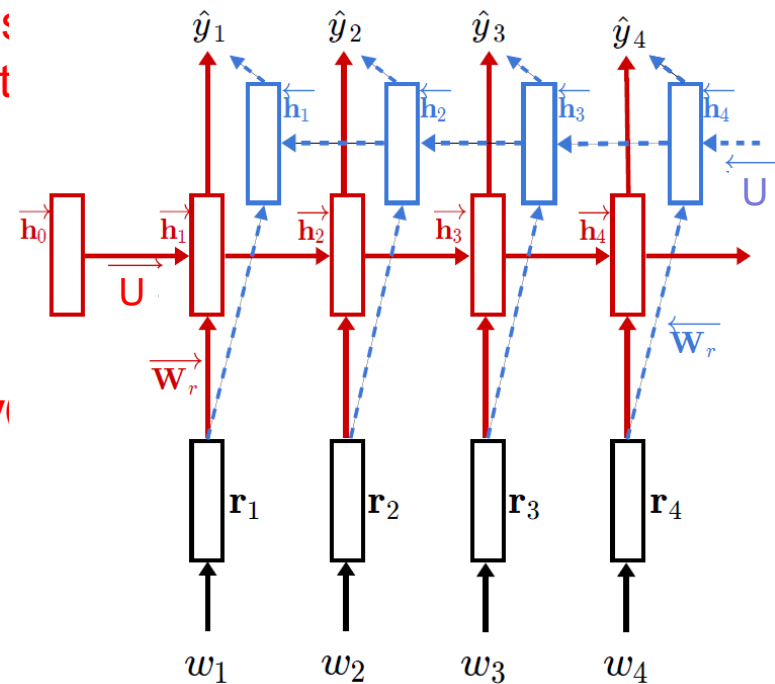 s
ŷ₁ ŷ₂ ŷ₃ ŷ₄
t
←h₁ ←h₂ ←h₃ ←h₄
←U
→h₀ →h₁ →h₂ →h₃ →h₄
→U
←Wᵣ
→Wᵣ
r₁ r₂ r₃ r₄
w₁ w₂ w₃ w₄